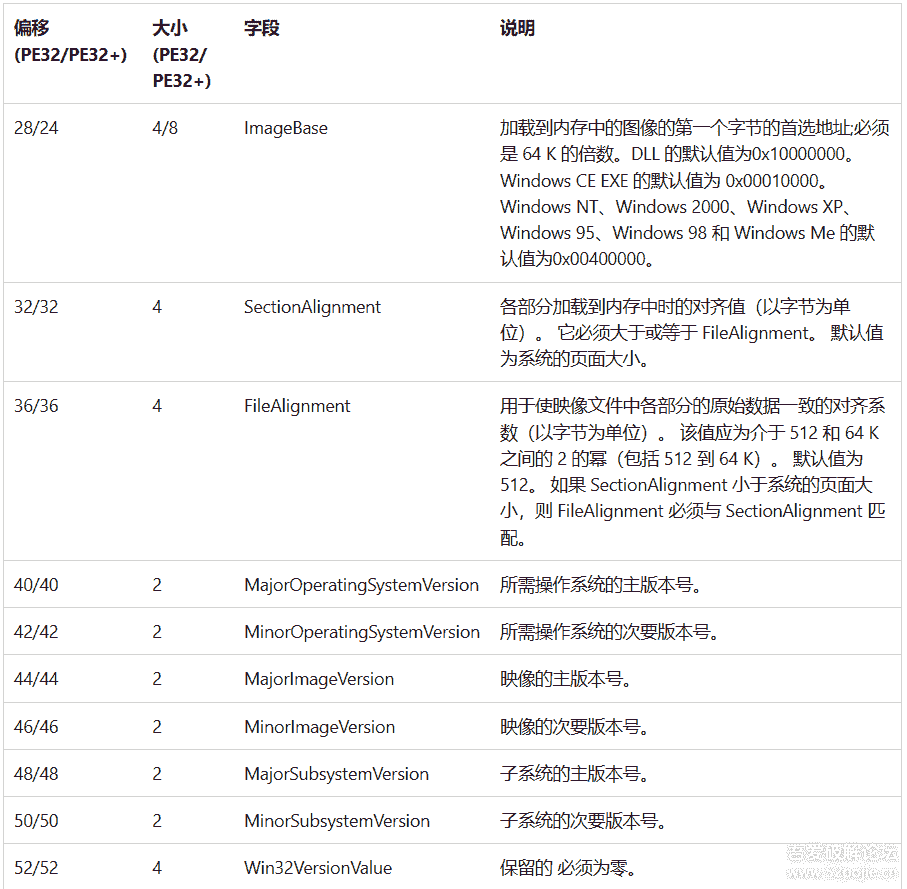 偏移
(PE32/PE32+)
大小
(PE32/
PE32+)
字段
说明
28/24
4/8
ImageBase
加载到内存中的图像的第一个字节的首选地址;必须
是 64 K 的倍数。DLL 的默认值为0x10000000。
Windows CE EXE 的默认值为 0x00010000。
Windows NT、Windows 2000、Windows XP、
Windows 95、Windows 98 和 Windows Me 的默
认值为0x00400000。
32/32
4
SectionAlignment
各部分加载到内存中时的对齐值（以字节为单
位）。 它必须大于或等于 FileAlignment。 默认值
为系统的页面大小。
36/36
4
FileAlignment
用于使映像文件中各部分的原始数据一致的对齐系
数（以字节为单位）。 该值应为介于 512 和 64 K
之间的 2 的幂（包括 512 到 64 K）。 默认值为
512。 如果 SectionAlignment 小于系统的页面大
小，则 FileAlignment 必须与 SectionAlignment 匹
配。
40/40
2
MajorOperatingSystemVersion
所需操作系统的主版本号。
42/42
2
MinorOperatingSystemVersion
所需操作系统的次要版本号。
44/44
2
MajorImageVersion
映像的主版本号。
46/46
2
MinorImageVersion
映像的次要版本号。
48/48
2
MajorSubsystemVersion
子系统的主版本号。
50/50
2
MinorSubsystemVersion
子系统的次要版本号。
52/52
4
Win32VersionValue
保留的 必须为零。
吾爱破解论坛
www.52pojie.cn